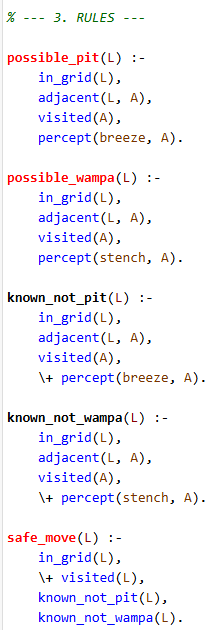 % --- 3. RULES ---
possible_pit(L) :-
in_grid(L),
adjacent(L, A),
visited(A),
percept(breeze, A).
possible_wampa(L) :-
in_grid(L),
adjacent(L, A),
visited(A),
percept(stench, A).
known_not_pit(L) :-
in_grid(L),
adjacent(L, A),
visited(A),
\+ percept(breeze, A).
known_not_wampa(L) :-
in_grid(L),
adjacent(L, A),
visited(A),
\+ percept(stench, A).
safe_move(L) :-
in_grid(L),
\+ visited(L),
known_not_pit(L),
known_not_wampa(L).